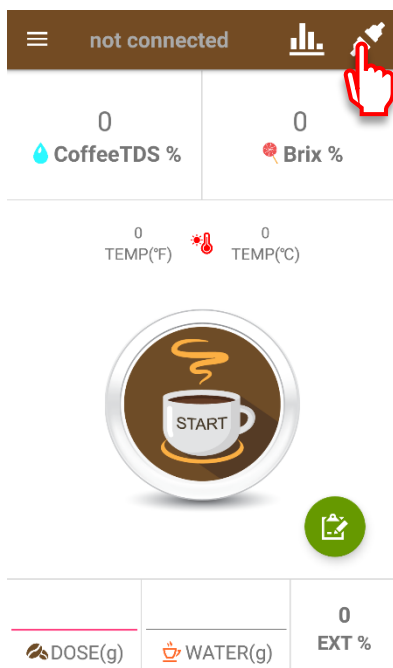 not connected
0
CoffeeTDS %
0
Brix %
0
TEMP(°F)
0
TEMP(°C)
START
DOSE(g)
WATER(g)
0
EXT %